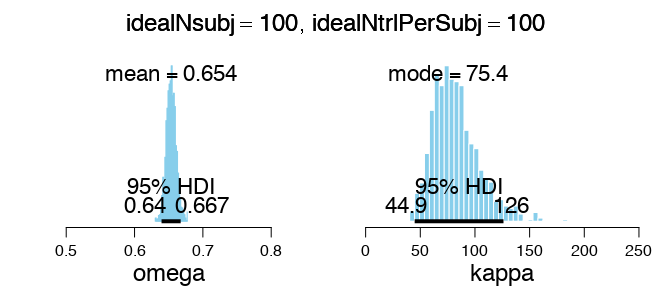 idealNsubj = 100, idealNtrlPerSubj = 100
mean = 0.654
95% HDI
0.64 0.667
0.5 0.6 0.7 0.8
omega
mode = 75.4
95% HDI
44.9 126
0 50 100 150 200 250
kappa